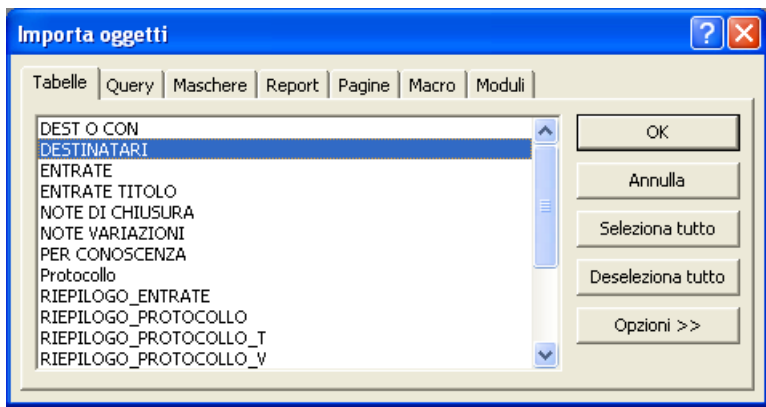 Importa oggetti
Tabelle Query Maschere Report Pagine Macro Moduli
DEST O CON
DESTINATARI
ENTRATE
ENTRATE TITOLO
NOTE DI CHIUSURA
NOTE VARIAZIONI
PER CONOSCENZA
Protocollo
RIEPILOGO_ENTRATE
RIEPILOGO_PROTOCOLLO
RIEPILOGO_PROTOCOLLO_T
RIEPILOGO_PROTOCOLLO_V
OK
Annulla
Seleziona tutto
Deseleziona tutto
Opzioni >>